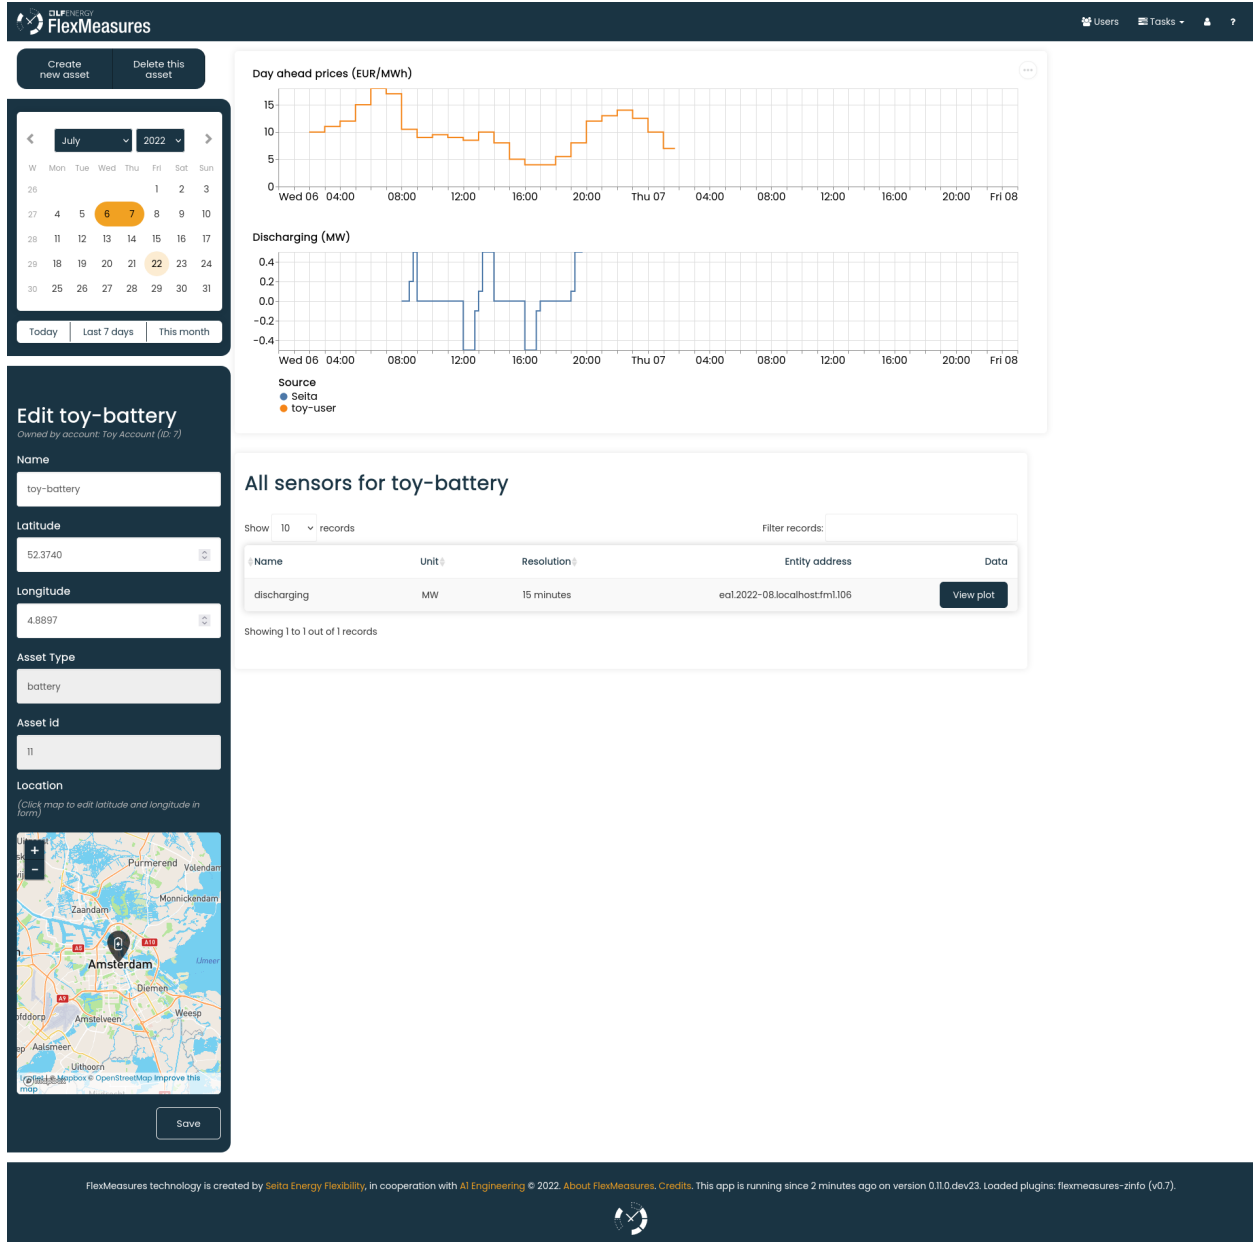 LFENERGY
FlexMeasures
Users Tasks ?
Create new asset
Delete this asset
July 2022
W Mon Tue Wed Thu Fri Sat Sun
26 1 2 3
27 4 5 6 7 8 9 10
28 11 12 13 14 15 16 17
29 18 19 20 21 22 23 24
30 25 26 27 28 29 30 31
Today Last 7 days This month
Edit toy-battery
Owned by account: Toy Account (ID: 7)
Name
toy-battery
Latitude
52.3740
Longitude
4.8897
Asset Type
battery
Asset id
11
Location
(Click map to edit latitude and longitude in
form)
+
−
Purmerend
Volendam
Monnickendam
Zaandam
A8
A10
Amsterdam
IJmeer
Diemen
A9
Amstelveen
Weesp
Aalsmeer
Uithoorn
Mapbox © OpenStreetMap Improve this
map
Save
Day ahead prices (EUR/MWh)
15
10
5
0
Wed 06 04:00 08:00 12:00 16:00 20:00 Thu 07 04:00 08:00 12:00 16:00 20:00 Fri 08
Discharging (MW)
0.4
0.2
0.0
−0.2
−0.4
Wed 06 04:00 08:00 12:00 16:00 20:00 Thu 07 04:00 08:00 12:00 16:00 20:00 Fri 08
Source
Seita
toy-user
All sensors for toy-battery
Show 10 records Filter records:
Name Unit Resolution Entity address Data
discharging MW 15 minutes ea1.2022-08.localhost:fm1.106 View plot
Showing 1 to 1 out of 1 records
FlexMeasures technology is created by Seita Energy Flexibility, in cooperation with A1 Engineering © 2022. About FlexMeasures. Credits. This app is running since 2 minutes ago on version 0.11.0.dev23. Loaded plugins: flexmeasures-zinfo (v0.7).